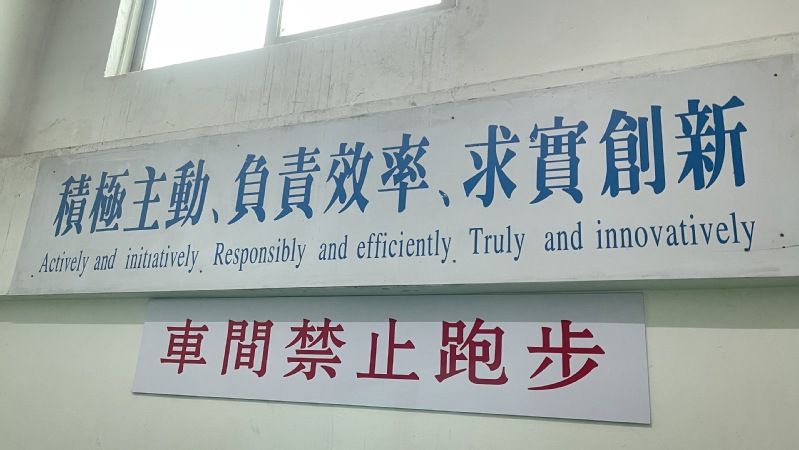 積極主動、負責效率、求實創新
Actively and initiatively. Responsibly and efficiently. Truly and innovatively
車間禁止跑步